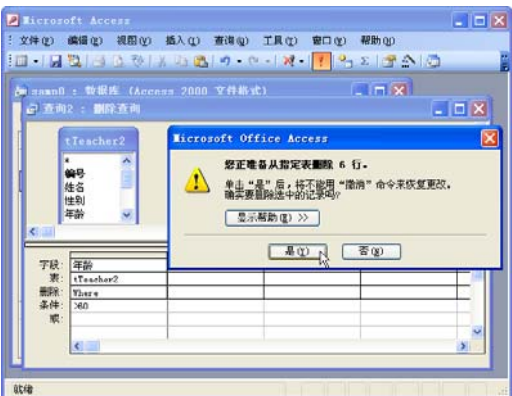 Microsoft Access
文件(F) 编辑(E) 视图(V) 插入(I) 查询(Q) 工具(T) 窗口(W) 帮助(H)
: 数据库 (Access 2000 文件格式)
查询2 : 删除查询
tTeacher2
*
编号
姓名
性别
年龄
Microsoft Office Access
您正准备从指定表删除 6 行。
单击“是”后，将不能用“撤消”命令来恢复更改。
确实要删除选中的记录吗?
显示帮助(E) >>
是(Y)
否(N)
字段: 年龄
表: tTeacher2
删除: Where
条件: >60
或:
就绪